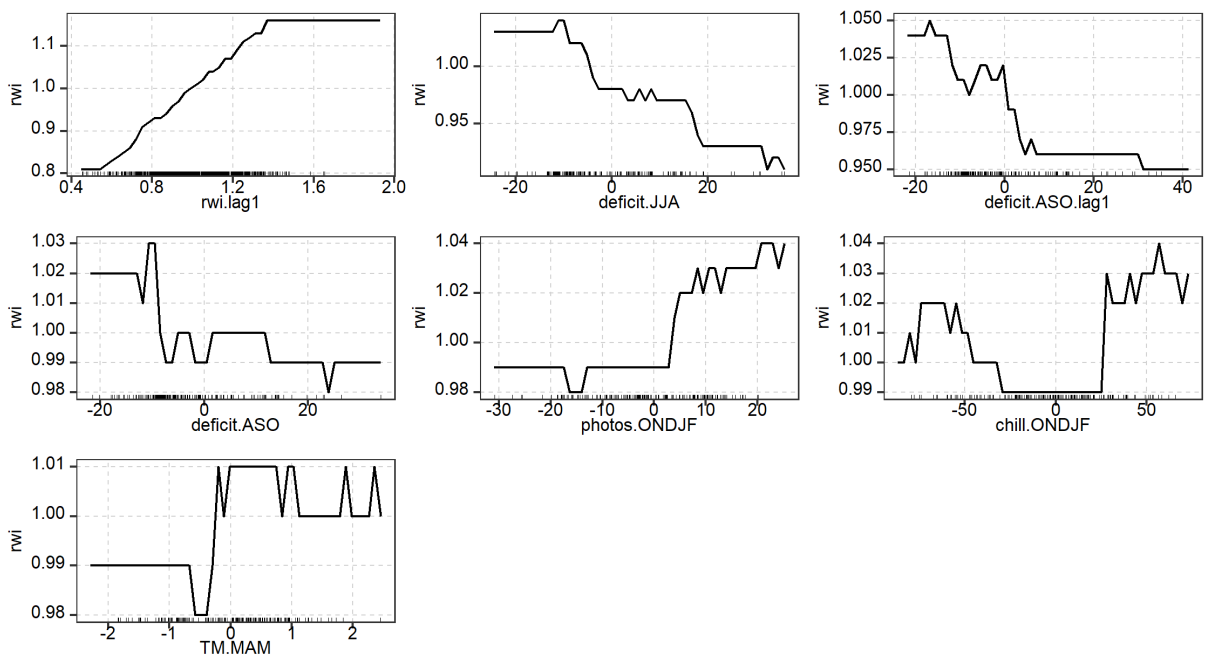 rwi
1.1
1.0
0.9
0.8
0.4 0.8 1.2 1.6 2.0
rwi.lag1
rwi
1.00
0.95
-20 0 20
deficit.JJA
rwi
1.050
1.025
1.000
0.975
0.950
-20 0 20 40
deficit.ASO.lag1
rwi
1.03
1.02
1.01
1.00
0.99
0.98
-20 0 20
deficit.ASO
rwi
1.04
1.02
1.00
0.98
-30 -20 -10 0 10 20
photos.ONDJF
rwi
1.04
1.03
1.02
1.01
1.00
0.99
-50 0 50
chill.ONDJF
rwi
1.01
1.00
0.99
0.98
-2 -1 0 1 2
TM.MAM